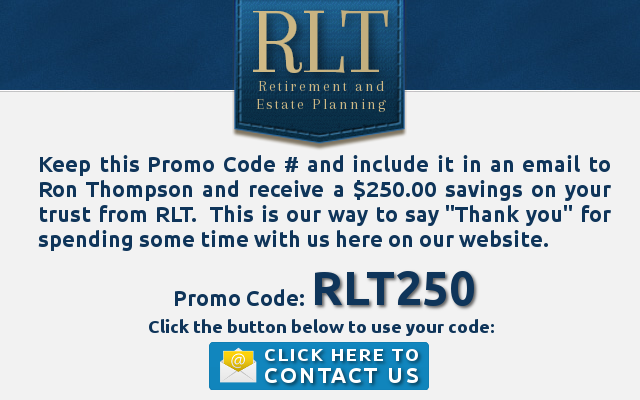 RLT
Retirement and
Estate Planning
Keep this Promo Code # and include it in an email to
Ron Thompson and receive a $250.00 savings on your
trust from RLT.  This is our way to say "Thank you" for
spending some time with us here on our website.
Promo Code: RLT250
Click the button below to use your code:
@
CLICK HERE TO
CONTACT US